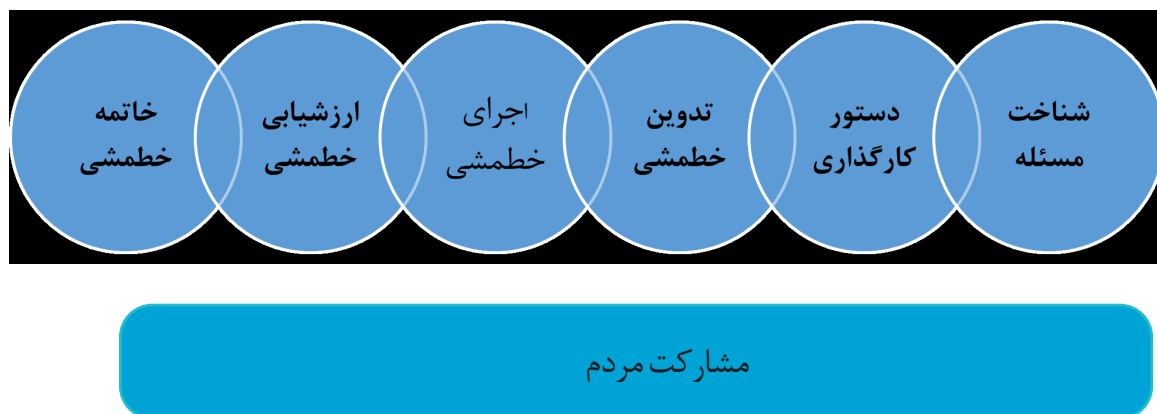 شناخت
مسئله
دستور
کارگذاری
تدوین
خطمشی
اجرای
خطمشی
ارزشیابی
خطمشی
خاتمه
خطمشی
مشارکت مردم